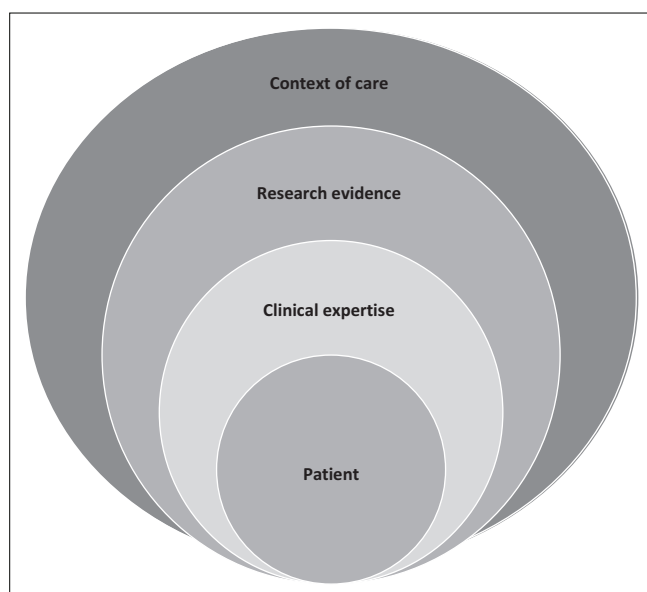 Context of care
Research evidence
Clinical expertise
Patient